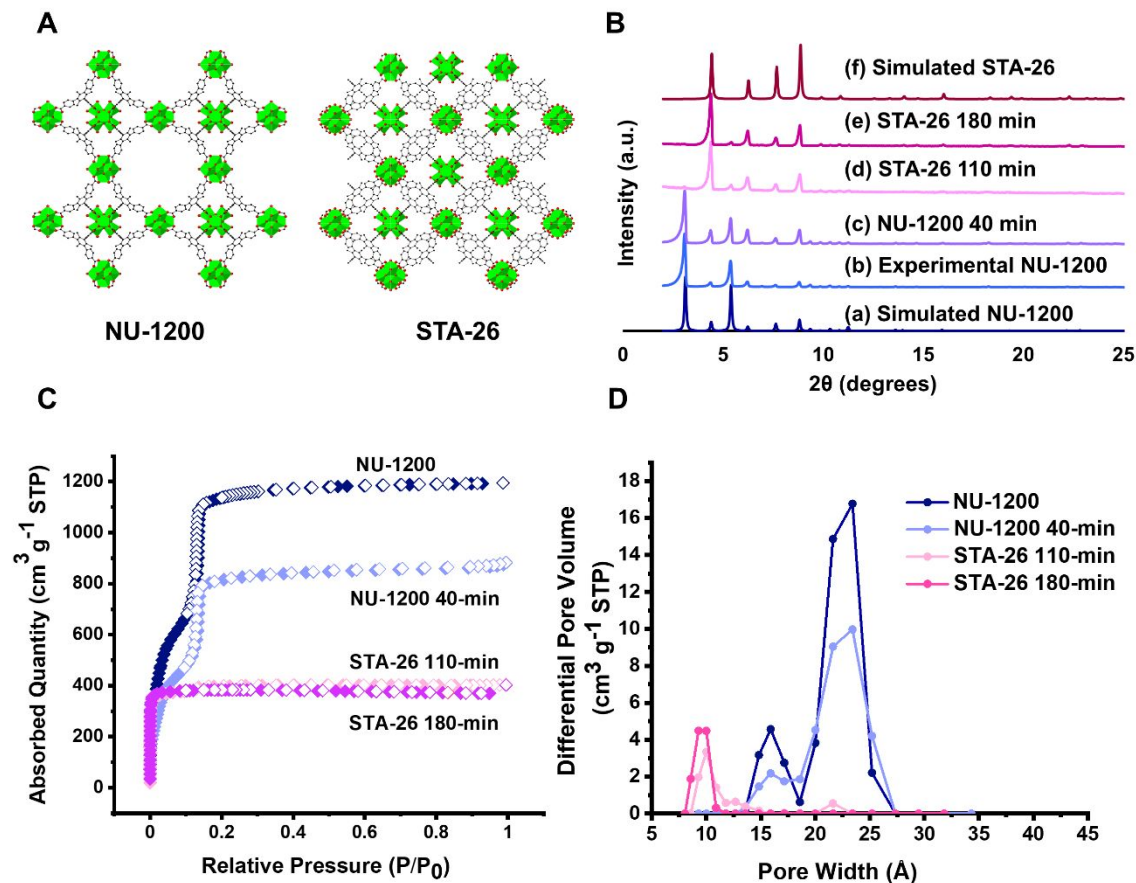 A
NU-1200
STA-26
B
Intensity (a.u.)
(f) Simulated STA-26
(e) STA-26 180 min
(d) STA-26 110 min
(c) NU-1200 40 min
(b) Experimental NU-1200
(a) Simulated NU-1200
0 5 10 15 20 25
2θ (degrees)
C
Absorbed Quantity (cm³ g⁻¹ STP)
1200
1000
800
600
400
200
0
NU-1200
NU-1200 40-min
STA-26 110-min
STA-26 180-min
0 0.2 0.4 0.6 0.8 1
Relative Pressure (P/P₀)
D
Differential Pore Volume
(cm³ g⁻¹ STP)
18
16
14
12
10
8
6
4
2
0
NU-1200
NU-1200 40-min
STA-26 110-min
STA-26 180-min
5 10 15 20 25 30 35 40 45
Pore Width (Å)